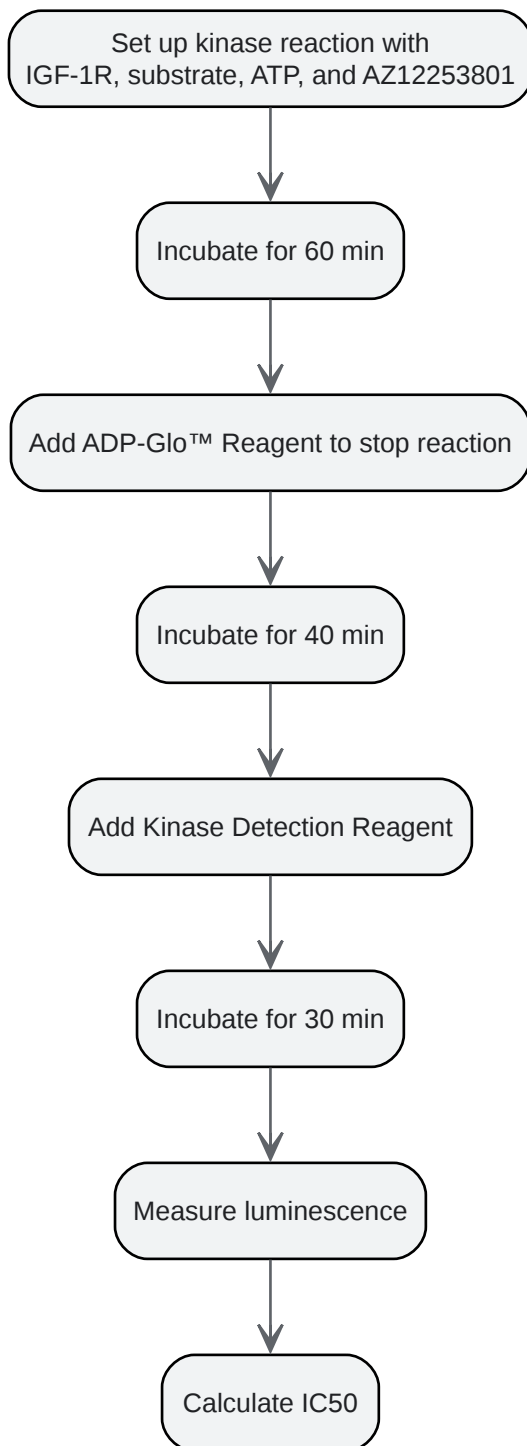 Set up kinase reaction with
IGF-1R, substrate, ATP, and AZ12253801
Incubate for 60 min
Add ADP-Glo™ Reagent to stop reaction
Incubate for 40 min
Add Kinase Detection Reagent
Incubate for 30 min
Measure luminescence
Calculate IC50